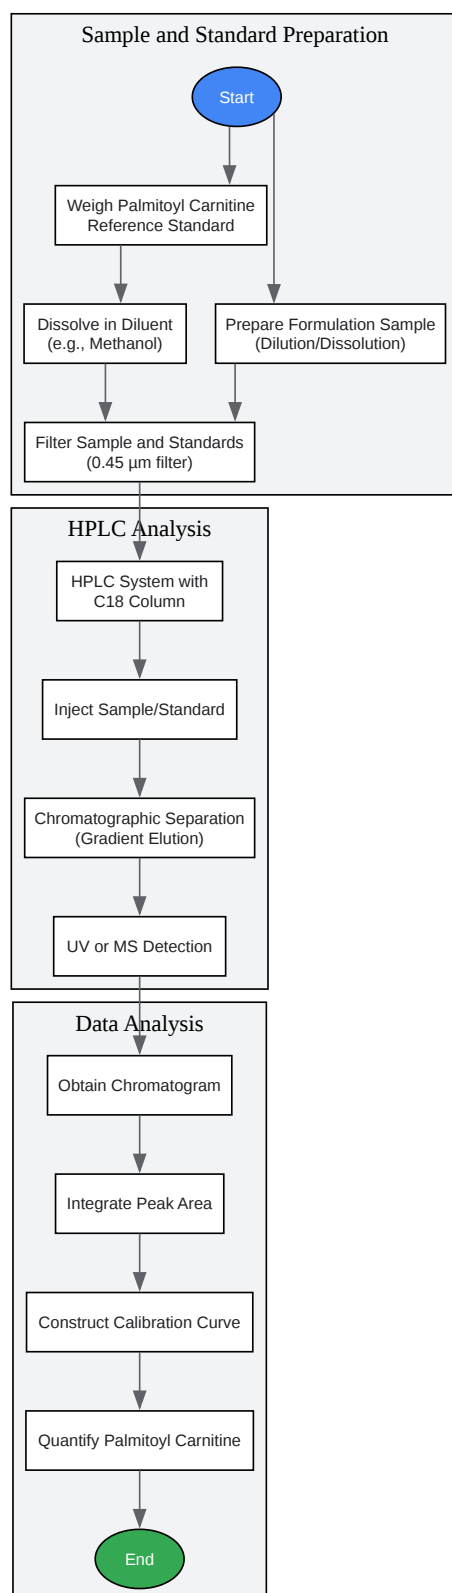 Sample and Standard Preparation
Start
Weigh Palmitoyl Carnitine
Reference Standard
Dissolve in Diluent
(e.g., Methanol)
Prepare Formulation Sample
(Dilution/Dissolution)
Filter Sample and Standards
(0.45 µm filter)
HPLC Analysis
HPLC System with
C18 Column
Inject Sample/Standard
Chromatographic Separation
(Gradient Elution)
UV or MS Detection
Data Analysis
Obtain Chromatogram
Integrate Peak Area
Construct Calibration Curve
Quantify Palmitoyl Carnitine
End